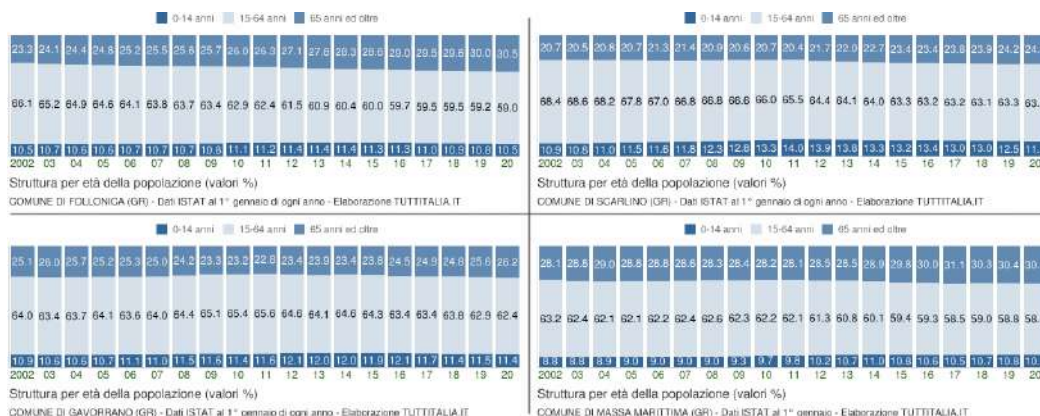 0-14 anni 15-64 anni 65 anni ed oltre
23.3 24.1 24.4 24.8 25.2 25.5 25.6 25.7 26.0 26.3 27.1 27.6 28.3 28.6 29.0 29.5 29.6 30.0 30.5
66.1 65.2 64.9 64.6 64.1 63.8 63.7 63.4 62.9 62.4 61.5 60.9 60.4 60.0 59.7 59.5 59.5 59.2 59.0
10.5 10.7 10.6 10.6 10.7 10.7 10.7 10.8 11.1 11.2 11.4 11.4 11.4 11.3 11.3 11.0 10.9 10.8 10.5
2002 03 04 05 06 07 08 09 10 11 12 13 14 15 16 17 18 19 20
Struttura per età della popolazione (valori %)
COMUNE DI FOLLONICA (GR) - Dati ISTAT al 1° gennaio di ogni anno - Elaborazione TUTTITALIA.IT
0-14 anni 15-64 anni 65 anni ed oltre
20.7 20.5 20.8 20.7 21.3 21.4 20.9 20.6 20.7 20.4 21.7 22.0 22.7 23.4 23.4 23.8 23.9 24.2
68.4 68.6 68.2 67.8 67.0 66.8 66.8 66.6 66.0 65.5 64.4 64.1 64.0 63.3 63.2 63.2 63.1 63.3
10.9 10.8 11.0 11.5 11.6 11.8 12.3 12.8 13.3 14.0 13.9 13.8 13.3 13.2 13.4 13.0 13.0 12.5
2002 03 04 05 06 07 08 09 10 11 12 13 14 15 16 17 18 19 20
Struttura per età della popolazione (valori %)
COMUNE DI SCARLINO (GR) - Dati ISTAT al 1° gennaio di ogni anno - Elaborazione TUTTITALIA.IT
0-14 anni 15-64 anni 65 anni ed oltre
25.1 26.0 25.7 25.2 25.3 25.0 24.2 23.3 23.2 22.8 23.4 23.9 23.4 23.8 24.5 24.9 24.8 25.6 26.2
64.0 63.4 63.7 64.1 63.6 64.0 64.4 65.1 65.4 65.6 64.6 64.1 64.6 64.3 63.4 63.4 63.8 62.9 62.4
10.9 10.6 10.6 10.7 11.1 11.0 11.5 11.6 11.4 11.6 12.1 12.0 12.0 11.9 12.1 11.7 11.4 11.5 11.4
2002 03 04 05 06 07 08 09 10 11 12 13 14 15 16 17 18 19 20
Struttura per età della popolazione (valori %)
COMUNE DI GAVORRANO (GR) - Dati ISTAT al 1° gennaio di ogni anno - Elaborazione TUTTITALIA.IT
0-14 anni 15-64 anni 65 anni ed oltre
28.1 28.8 29.0 28.8 28.8 28.6 28.3 28.4 28.2 28.1 28.5 28.5 28.9 29.8 30.0 31.1 30.3 30.4
63.2 62.4 62.1 62.1 62.2 62.4 62.6 62.3 62.2 62.1 61.3 60.8 60.1 59.4 59.3 58.5 59.0 58.8
8.8 8.8 8.9 9.0 9.0 9.0 9.0 9.3 9.7 9.8 10.2 10.7 11.0 10.8 10.6 10.5 10.7 10.8
2002 03 04 05 06 07 08 09 10 11 12 13 14 15 16 17 18 19 20
Struttura per età della popolazione (valori %)
COMUNE DI MASSA MARITTIMA (GR) - Dati ISTAT al 1° gennaio - Elaborazione TUTTITALIA.IT